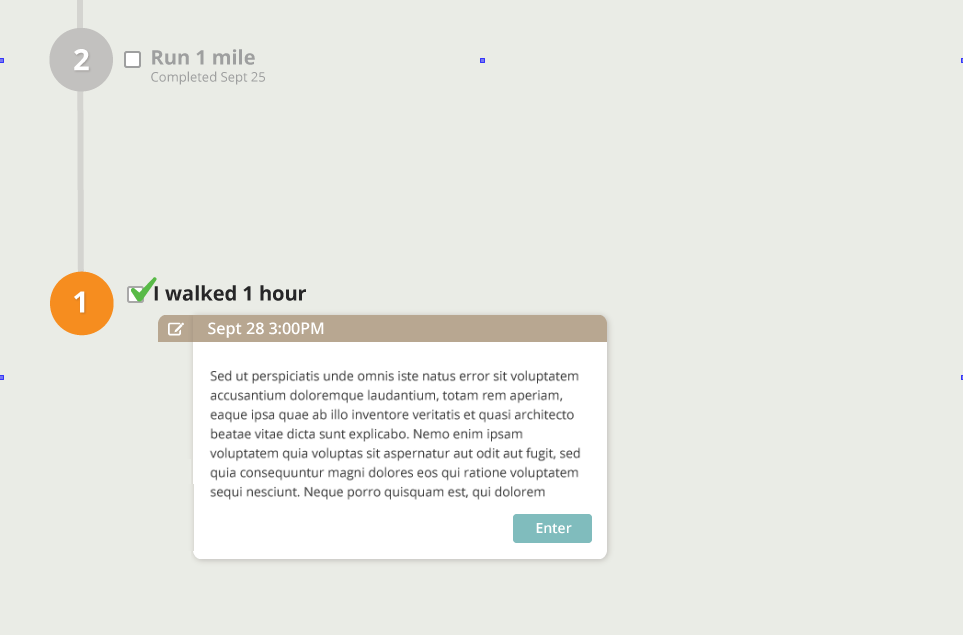 2
Run 1 mile
Completed Sept 25
1
I walked 1 hour
Sept 28 3:00PM
Sed ut perspiciatis unde omnis iste natus error sit voluptatem
accusantium doloremque laudantium, totam rem aperiam,
eaque ipsa quae ab illo inventore veritatis et quasi architecto
beatae vitae dicta sunt explicabo. Nemo enim ipsam
voluptatem quia voluptas sit aspernatur aut odit aut fugit, sed
quia consequuntur magni dolores eos qui ratione voluptatem
sequi nesciunt. Neque porro quisquam est, qui dolorem
Enter